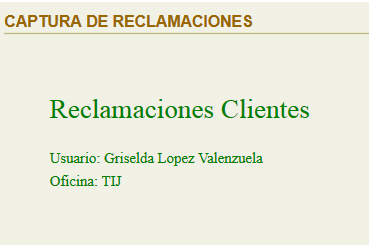 CAPTURA DE RECLAMACIONES
Reclamaciones Clientes
Usuario: Griselda Lopez Valenzuela
Oficina: TIJ